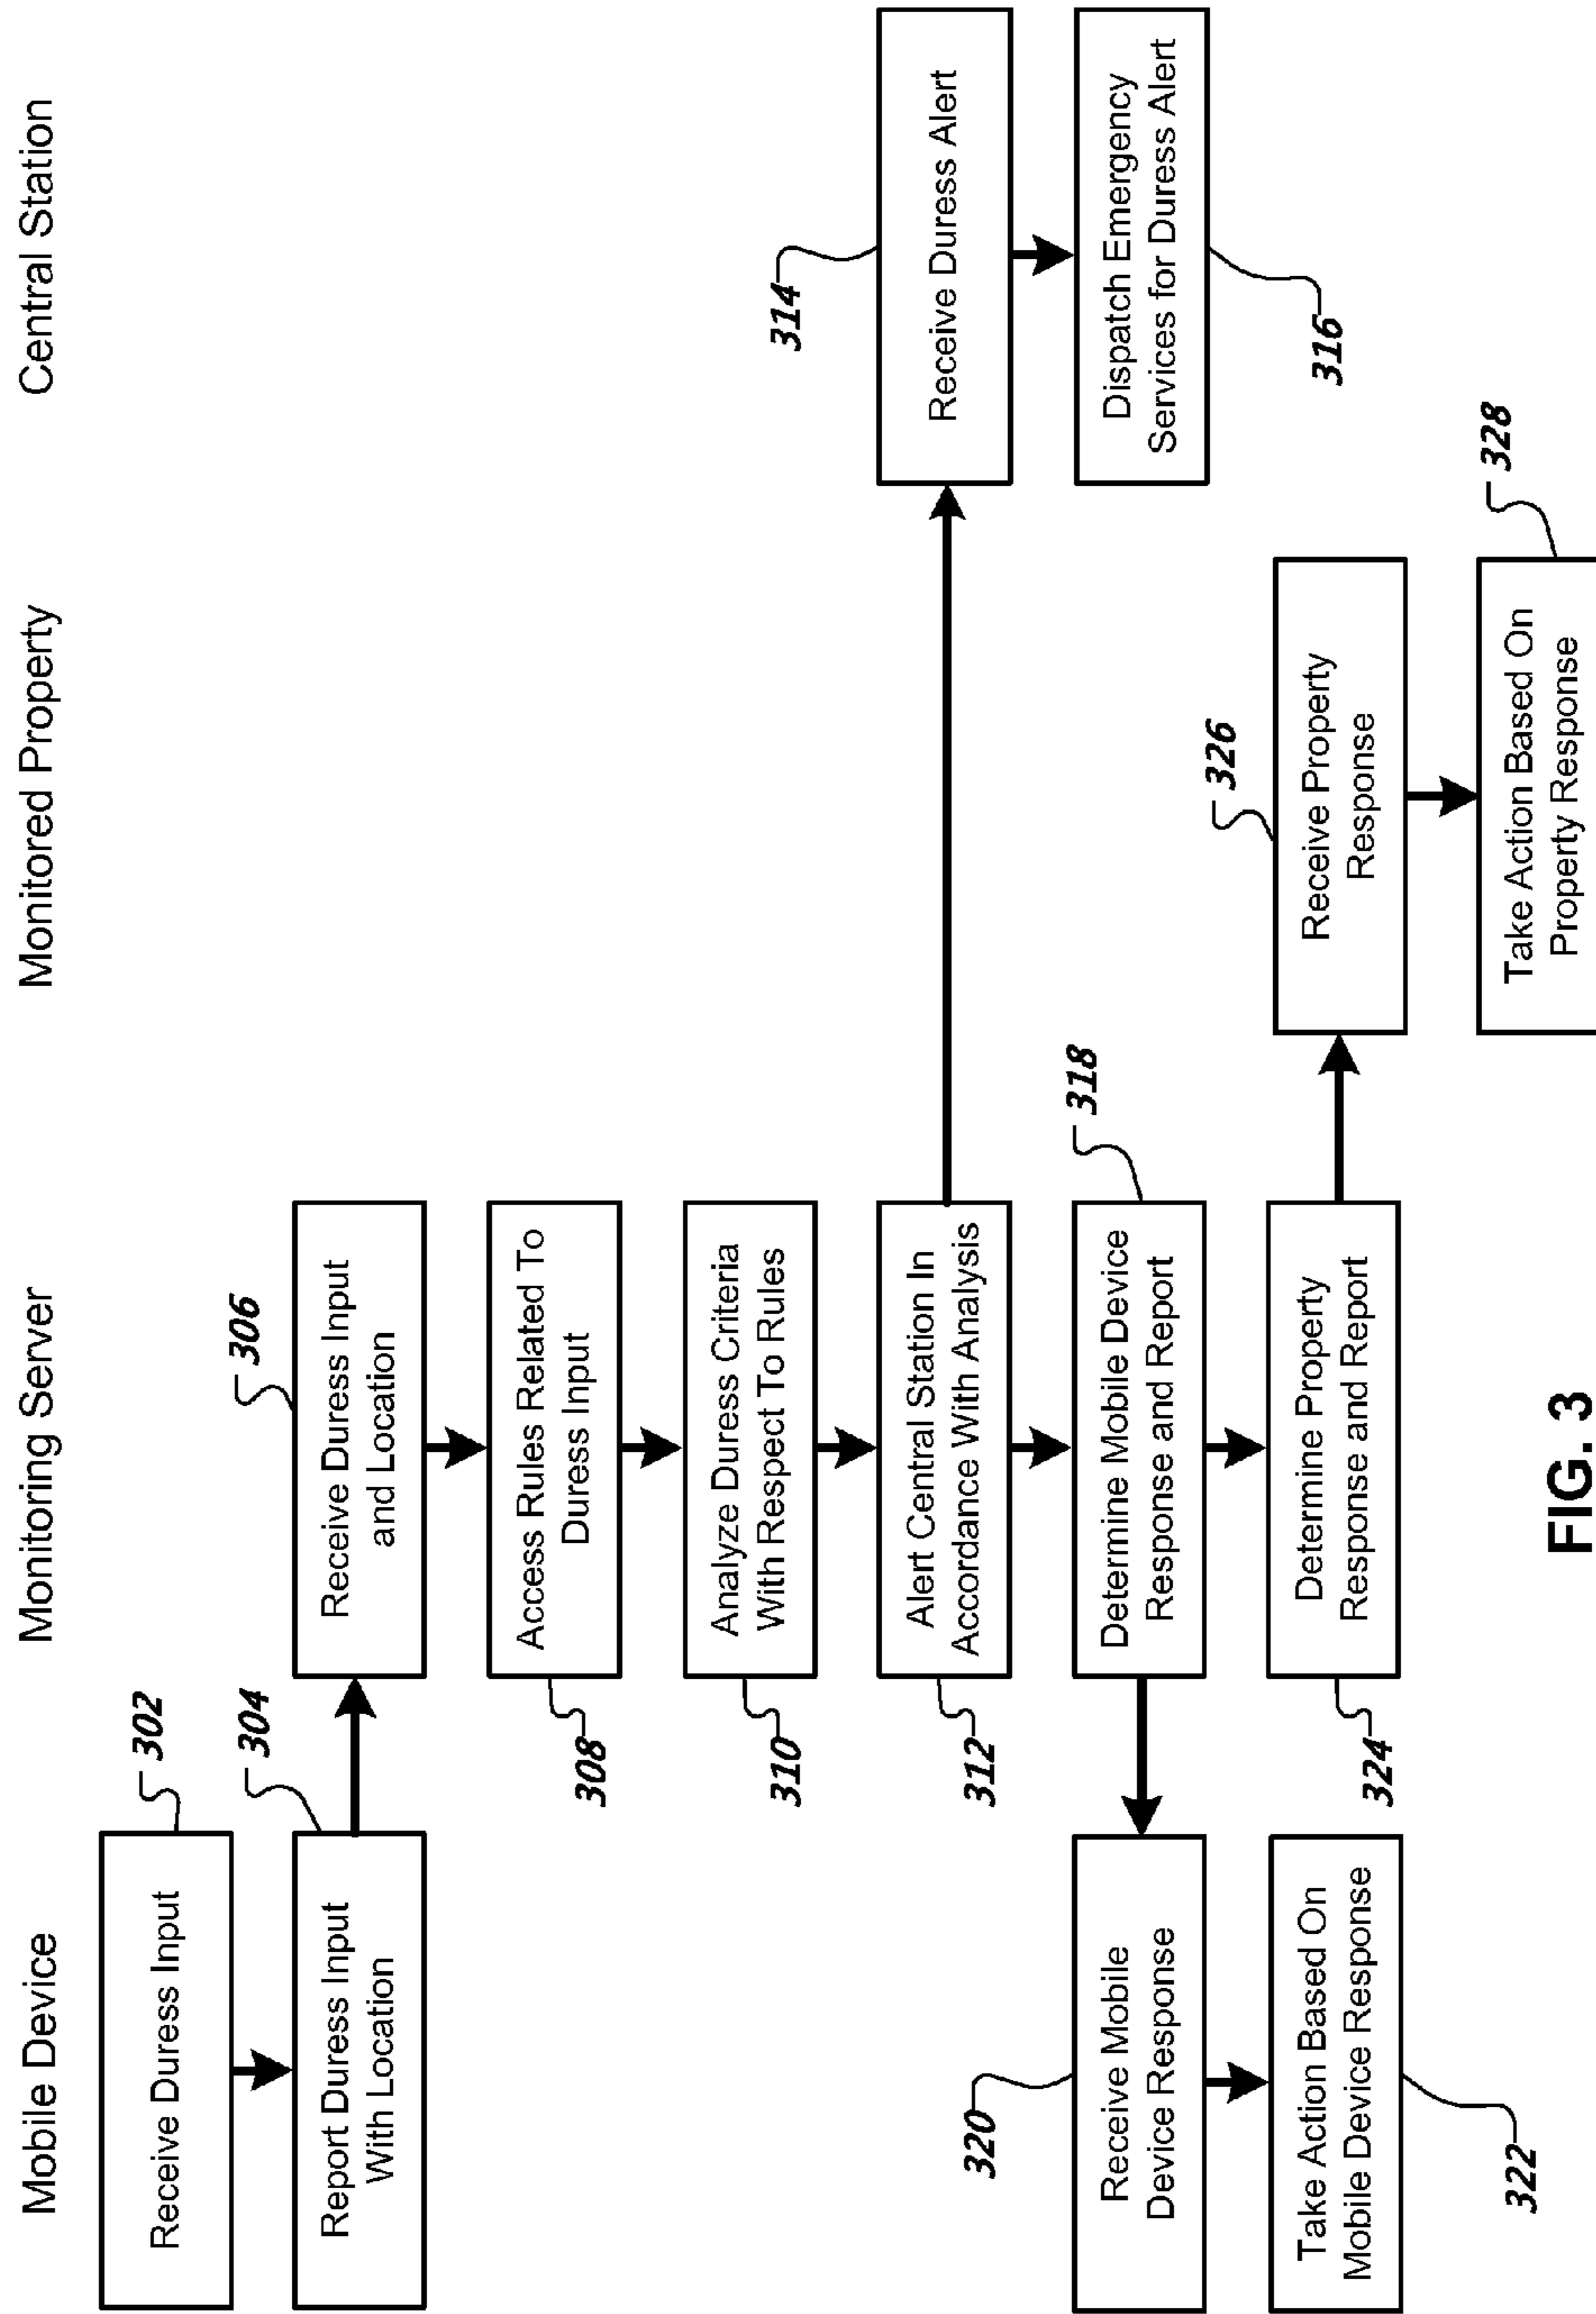 Mobile Device
Monitoring Server
Monitored Property
Central Station
Receive Duress Input
302
Report Duress Input
With Location
304
306
Receive Duress Input
and Location
Access Rules Related To
Duress Input
308
Analyze Duress Criteria
With Respect To Rules
310
Alert Central Station In
Accordance With Analysis
312
314
Receive Duress Alert
Dispatch Emergency
Services for Duress Alert
316
Determine Mobile Device
Response and Report
318
320
Receive Mobile
Device Response
Take Action Based On
Mobile Device Response
322
Determine Property
Response and Report
324
326
Receive Property
Response
Take Action Based On
Property Response
328
FIG. 3